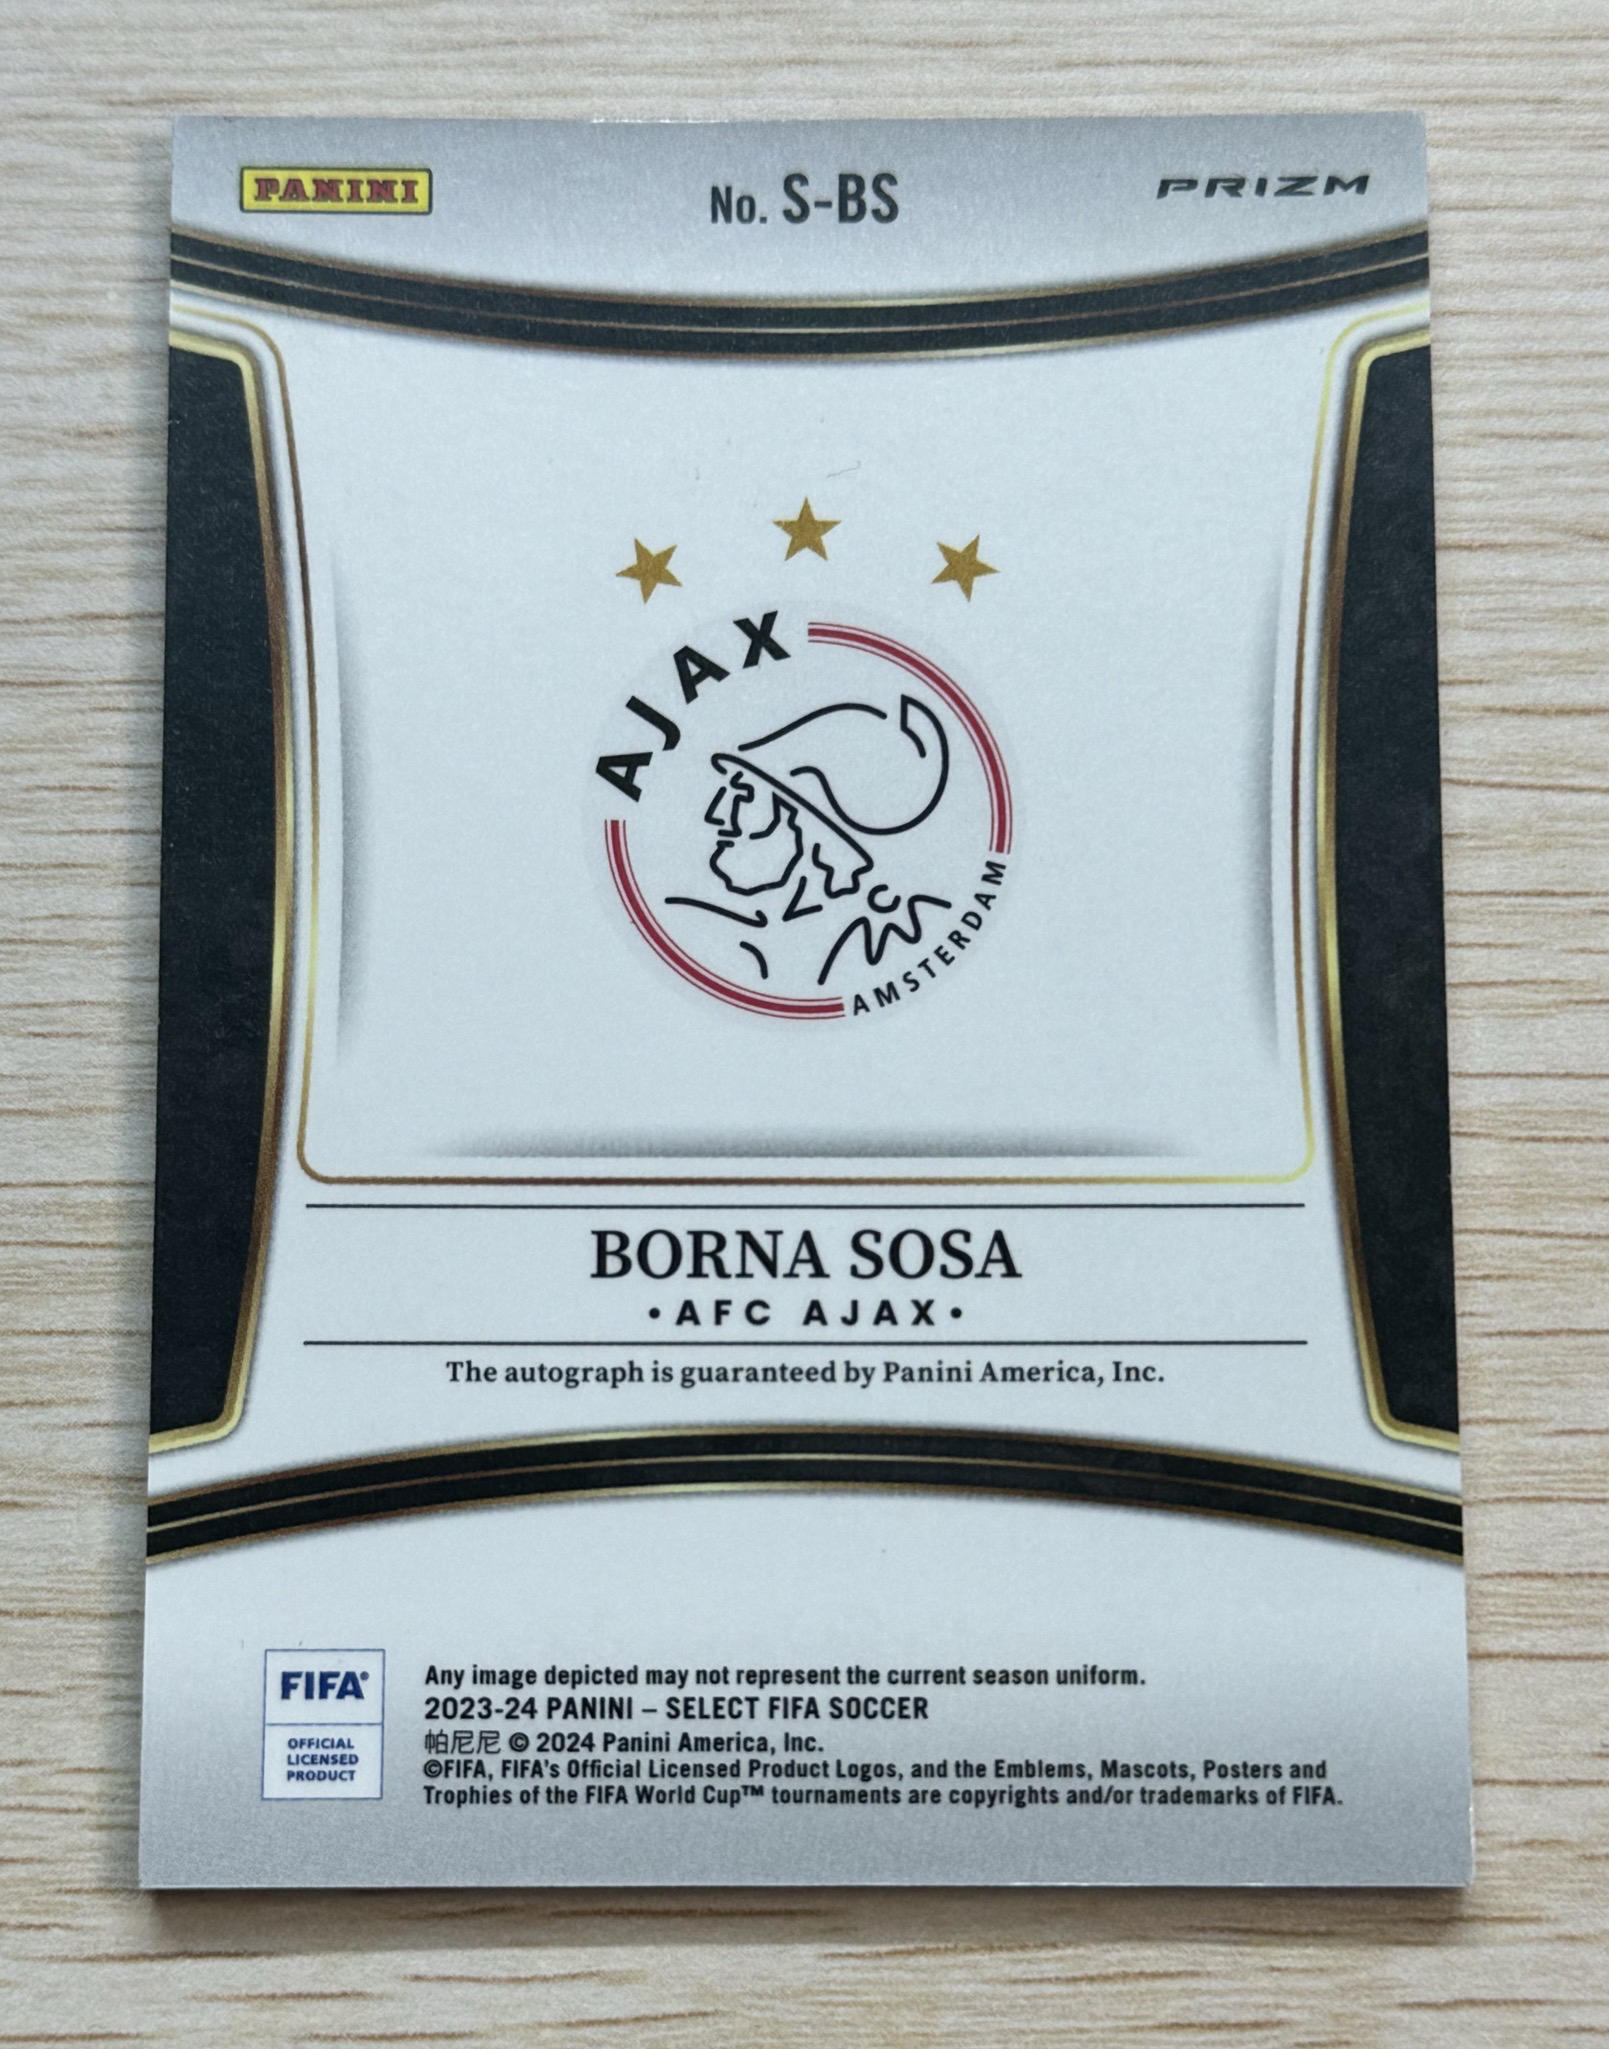 PANINI
No. S-BS
PRIZM
AJAX
AMSTERDAM
BORNA SOSA
• AFC AJAX •
The autograph is guaranteed by Panini America, Inc.
FIFA®
OFFICIAL
LICENSED
PRODUCT
Any image depicted may not represent the current season uniform.
2023-24 PANINI – SELECT FIFA SOCCER
帕尼尼 © 2024 Panini America, Inc.
©FIFA, FIFA's Official Licensed Product Logos, and the Emblems, Mascots, Posters and
Trophies of the FIFA World Cup™ tournaments are copyrights and/or trademarks of FIFA.